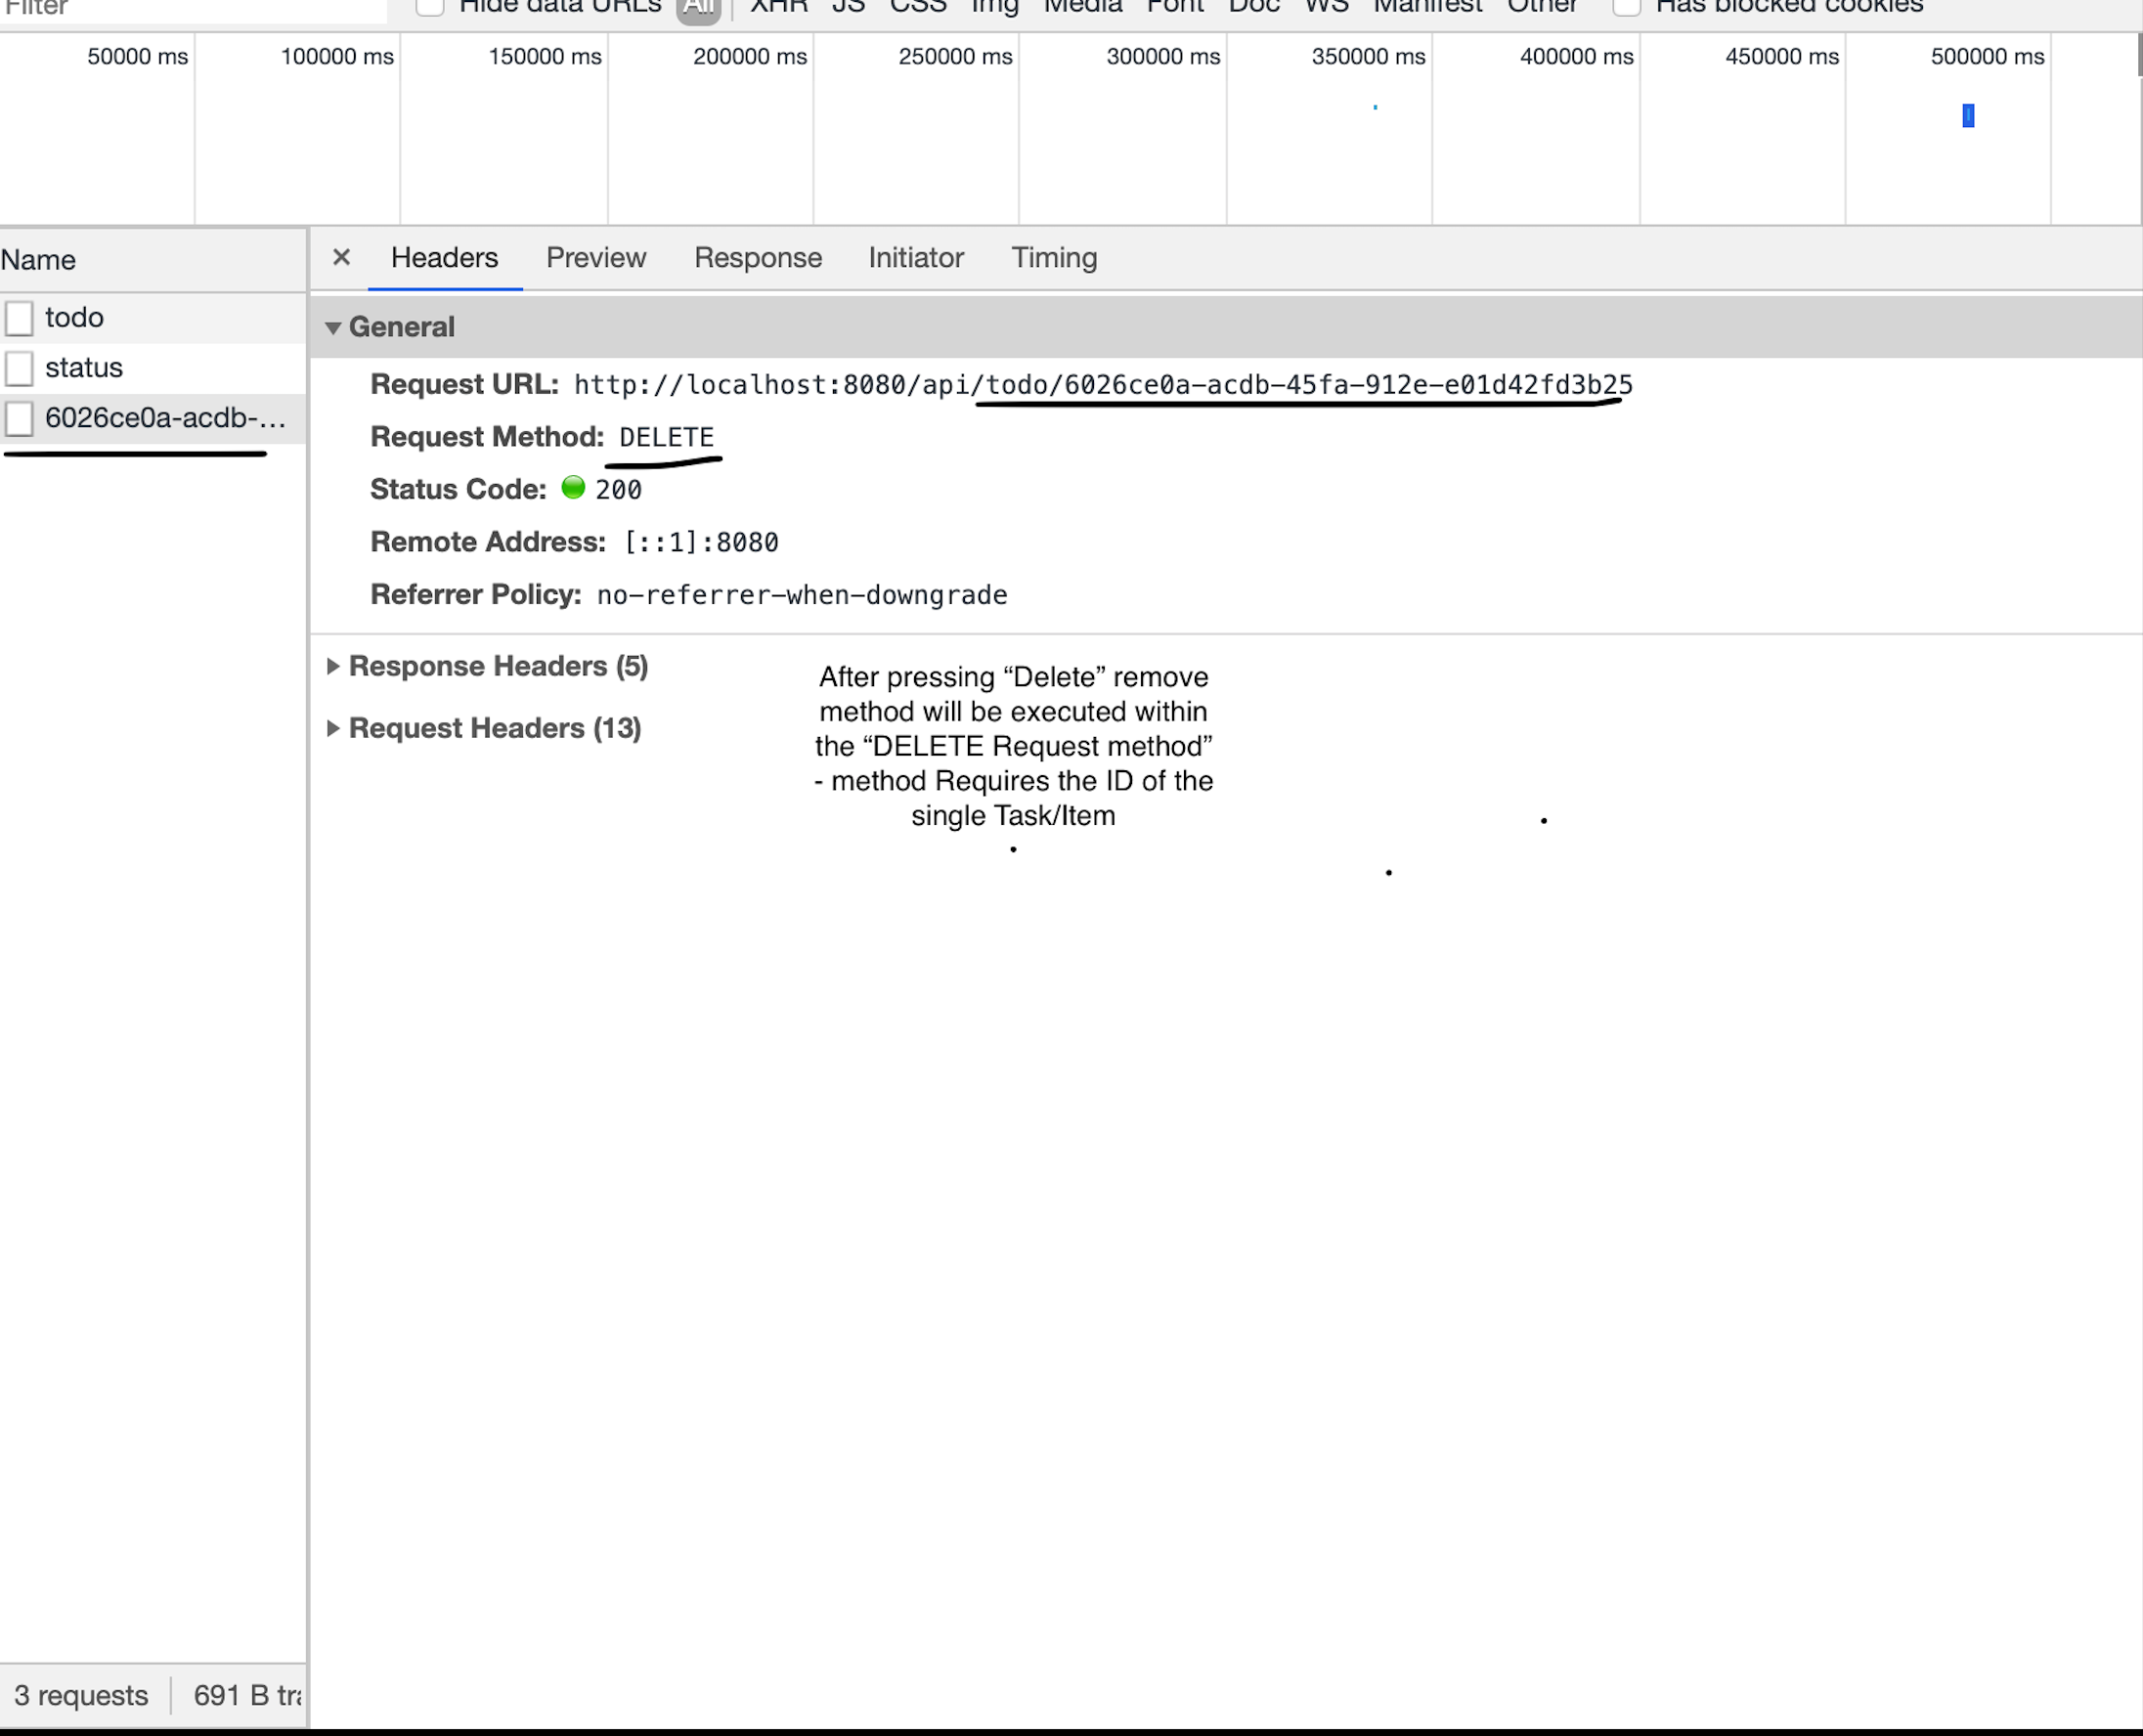 Filter Hide data URLs All XHR JS CSS Img Media Font Doc WS Manifest Other Has blocked cookies
50000 ms 100000 ms 150000 ms 200000 ms 250000 ms 300000 ms 350000 ms 400000 ms 450000 ms 500000 ms
Name
todo
status
6026ce0a-acdb-...
× Headers Preview Response Initiator Timing
General
Request URL: http://localhost:8080/api/todo/6026ce0a-acdb-45fa-912e-e01d42fd3b25
Request Method: DELETE
Status Code: 200
Remote Address: [::1]:8080
Referrer Policy: no-referrer-when-downgrade
Response Headers (5)
Request Headers (13)
After pressing “Delete” remove
method will be executed within
the “DELETE Request method”
- method Requires the ID of the
single Task/Item
3 requests 691 B tra